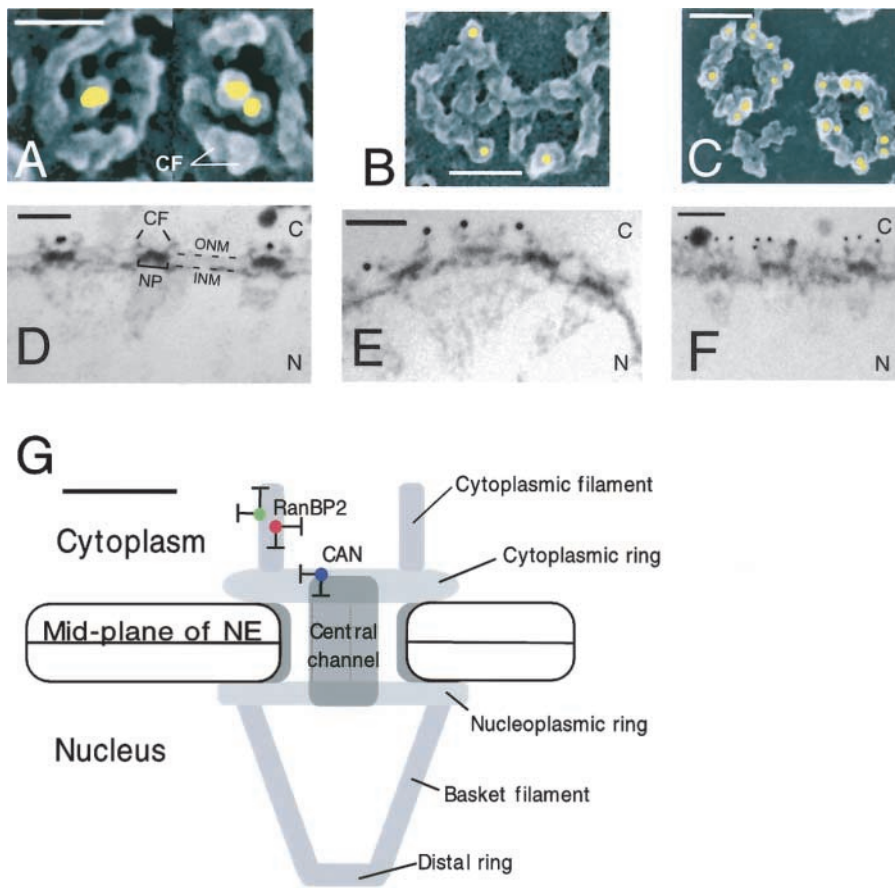 A
CF
B
C
D
CF
ONM
INM
NP
C
N
E
C
N
F
C
N
G
Cytoplasm
RanBP2
CAN
Cytoplasmic filament
Cytoplasmic ring
Mid-plane of NE
Central
channel
Nucleus
Nucleoplasmic ring
Basket filament
Distal ring